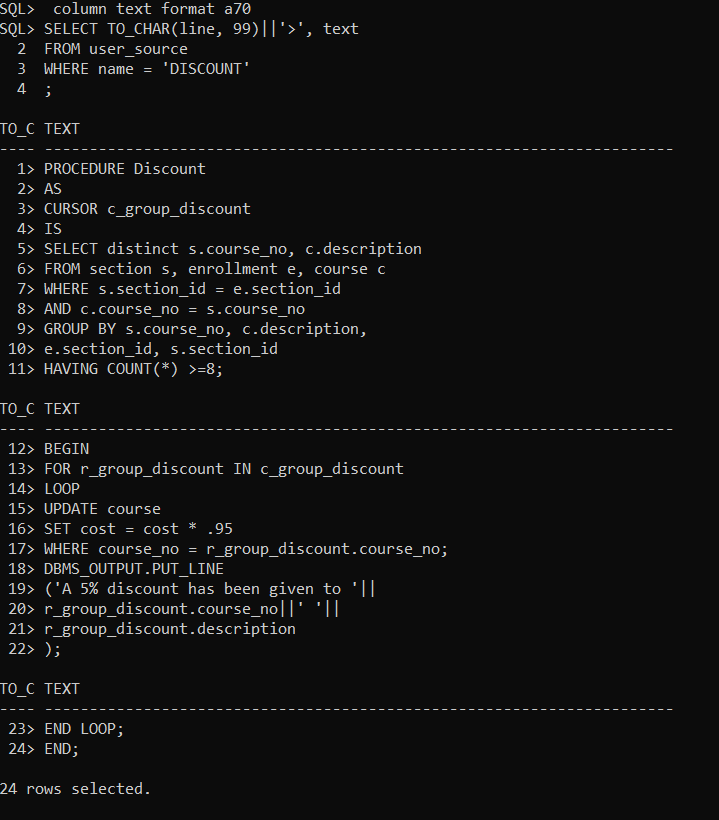 SQL>  column text format a70
SQL> SELECT TO_CHAR(line, 99)||'>', text
  2  FROM user_source
  3  WHERE name = 'DISCOUNT'
  4  ;
TO_C TEXT
---- ----------------------------------------------------------------------
  1> PROCEDURE Discount
  2> AS
  3> CURSOR c_group_discount
  4> IS
  5> SELECT distinct s.course_no, c.description
  6> FROM section s, enrollment e, course c
  7> WHERE s.section_id = e.section_id
  8> AND c.course_no = s.course_no
  9> GROUP BY s.course_no, c.description,
 10> e.section_id, s.section_id
 11> HAVING COUNT(*) >=8;
TO_C TEXT
---- ----------------------------------------------------------------------
 12> BEGIN
 13> FOR r_group_discount IN c_group_discount
 14> LOOP
 15> UPDATE course
 16> SET cost = cost * .95
 17> WHERE course_no = r_group_discount.course_no;
 18> DBMS_OUTPUT.PUT_LINE
 19> ('A 5% discount has been given to '||
 20> r_group_discount.course_no||' '||
 21> r_group_discount.description
 22> );
TO_C TEXT
---- ----------------------------------------------------------------------
 23> END LOOP;
 24> END;
24 rows selected.